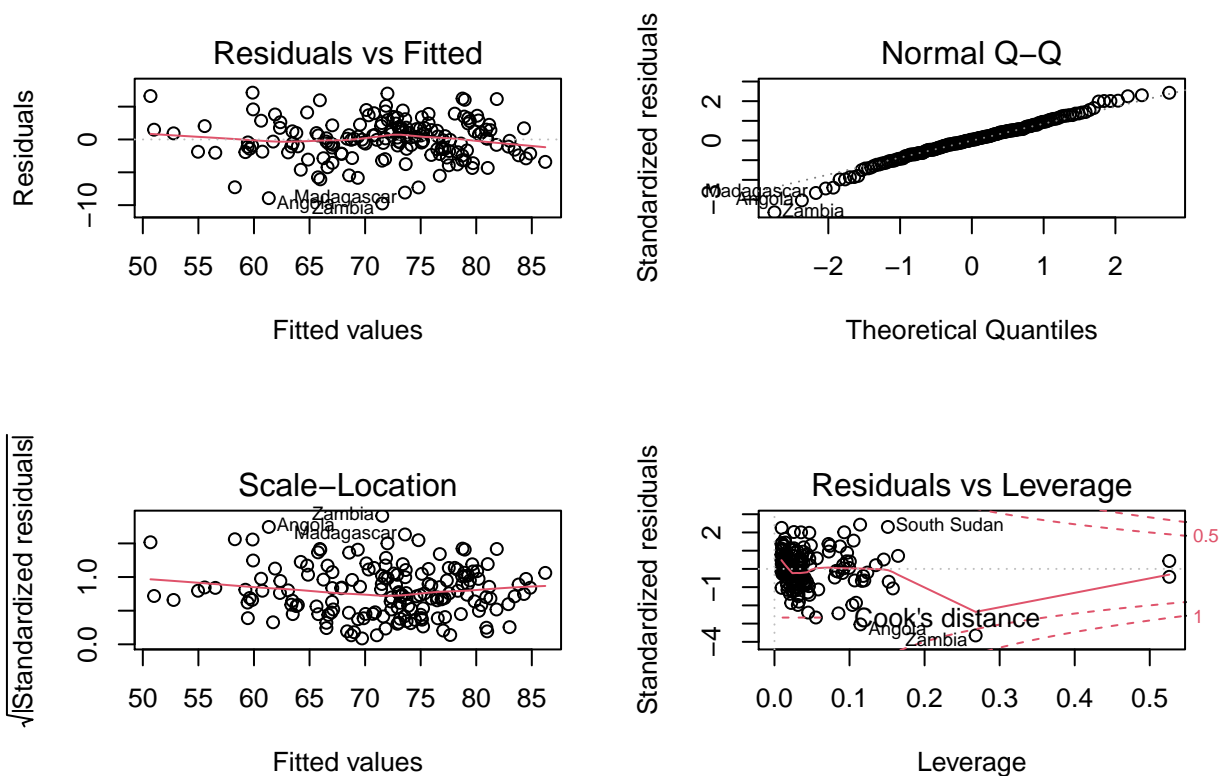 Residuals vs Fitted
Residuals
0
−10
Madagascar
Angola
Zambia
50 55 60 65 70 75 80 85
Fitted values
Normal Q−Q
Standardized residuals
2
0
Madagascar
Angola
Zambia
−2 −1 0 1 2
Theoretical Quantiles
Scale−Location
√|Standardized residuals|
1.0
0.0
Zambia
Angola
Madagascar
50 55 60 65 70 75 80 85
Fitted values
Residuals vs Leverage
Standardized residuals
2
−1
−4
South Sudan
0.5
1
Cook's distance
Angola
Zambia
0.0 0.1 0.2 0.3 0.4 0.5
Leverage